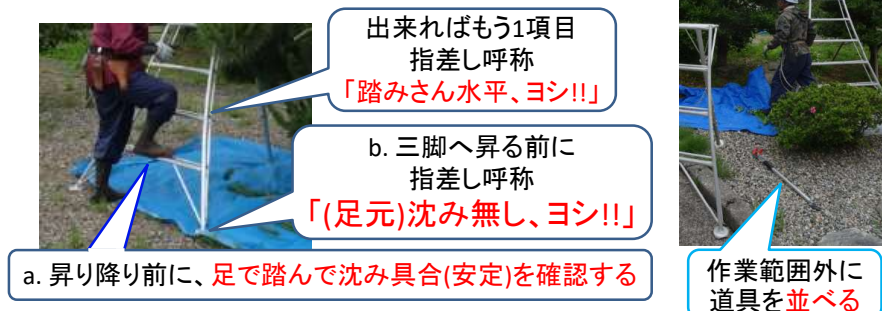 出来ればもう1項目
指差し呼称
「踏みさん水平、ヨシ!!」
b. 三脚へ昇る前に
指差し呼称
「(足元)沈み無し、ヨシ!!」
a. 昇り降り前に、足で踏んで沈み具合(安定)を確認する
作業範囲外に
道具を並べる